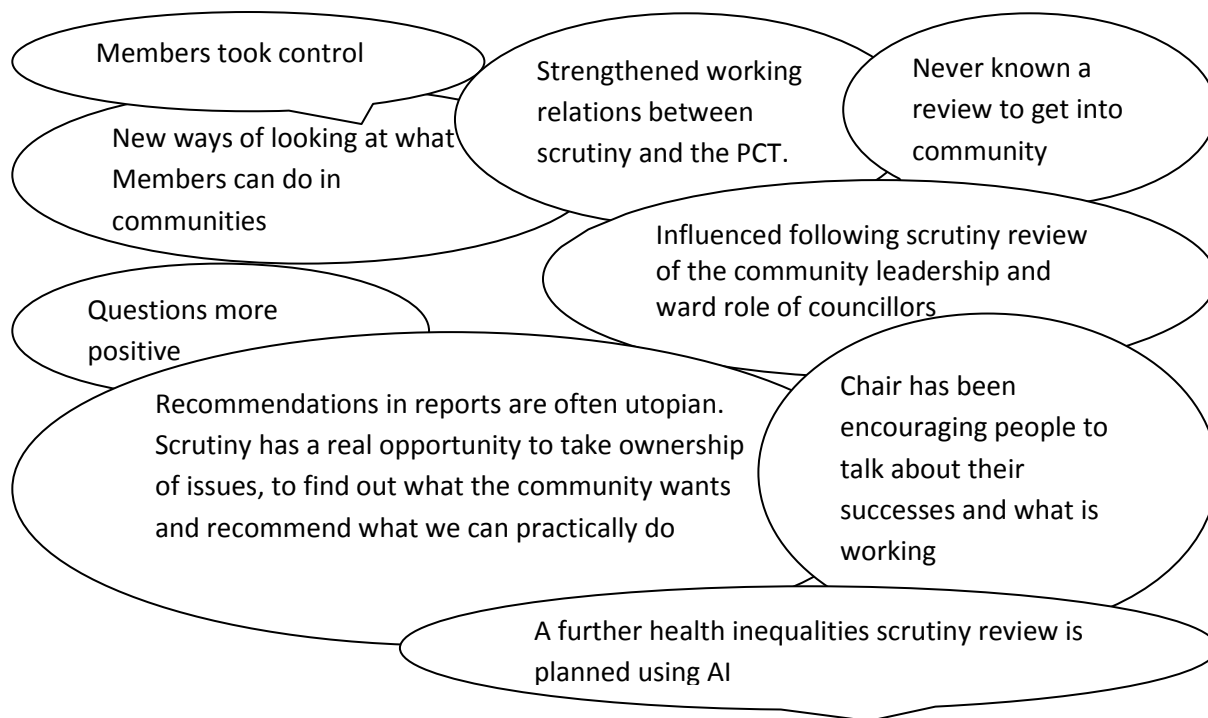 Members took control
New ways of looking at what
Members can do in
communities
Strengthened working
relations between
scrutiny and the PCT.
Never known a
review to get into
community
Influenced following scrutiny review
of the community leadership and
ward role of councillors
Questions more
positive
Recommendations in reports are often utopian.
Scrutiny has a real opportunity to take ownership
of issues, to find out what the community wants
and recommend what we can practically do
Chair has been
encouraging people to
talk about their
successes and what is
working
A further health inequalities scrutiny review is
planned using AI